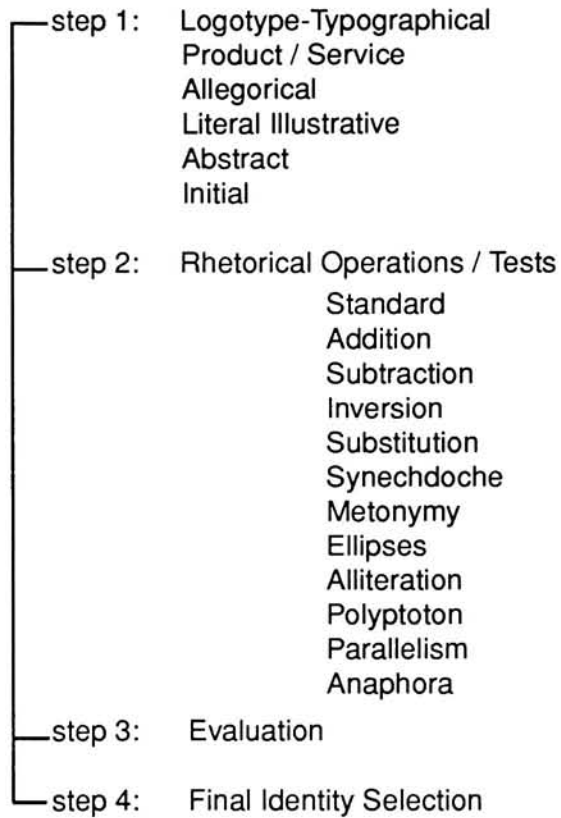 step 1: Logotype-Typographical
Product / Service
Allegorical
Literal Illustrative
Abstract
Initial
step 2: Rhetorical Operations / Tests
Standard
Addition
Subtraction
Inversion
Substitution
Synechdoche
Metonymy
Ellipses
Alliteration
Polyptoton
Parallelism
Anaphora
step 3: Evaluation
step 4: Final Identity Selection